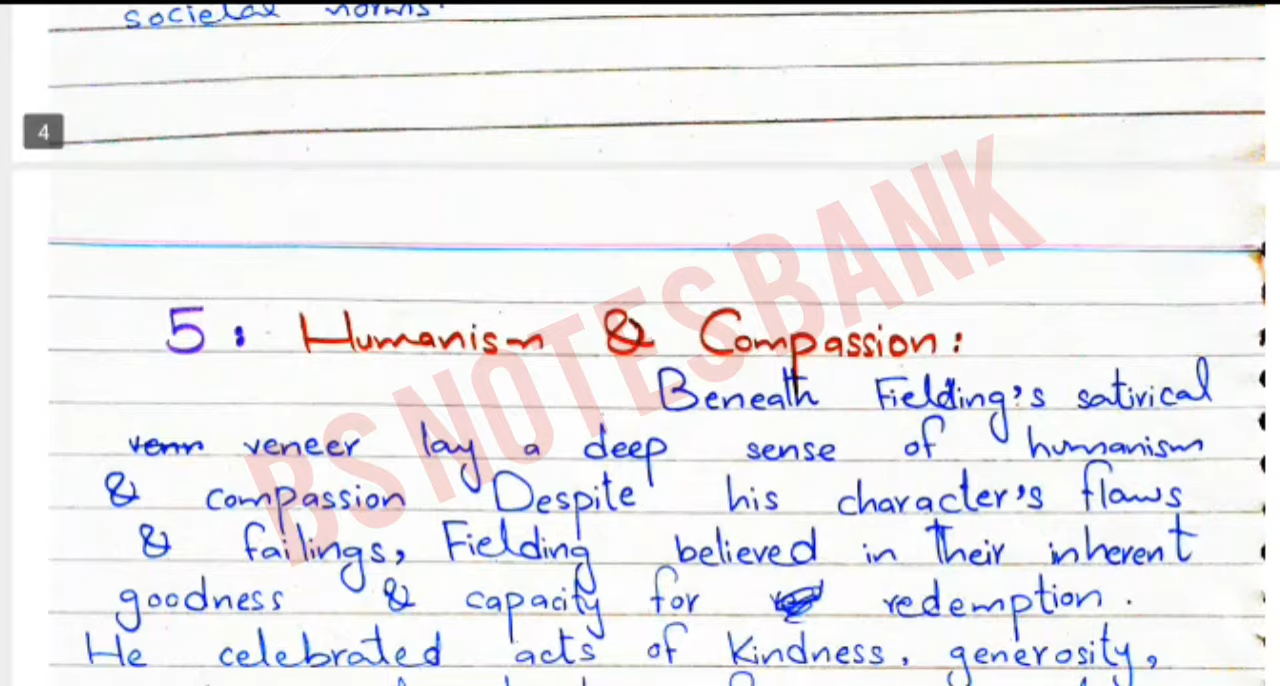 societal norms.
4
BS NOTES BANK
5: Humanism & Compassion:
Beneath Fielding's satirical
venr veneer lay a deep sense of humanism
& compassion Despite his character's flaws
& failings, Fielding believed in their inherent
goodness & capacity for redemption.
He celebrated acts of kindness, generosity,